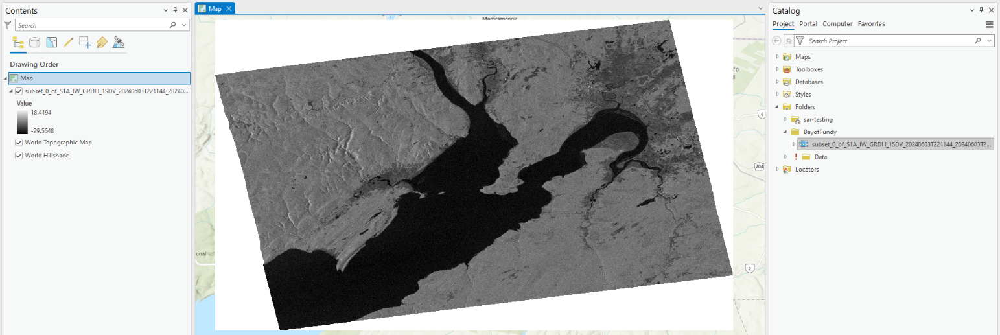 Contents
Search
Drawing Order
Map
subset_0_of_S1A_IW_GRDH_1SDV_20240603T221144_20240...
Value
18.4194
-29.5648
World Topographic Map
World Hillshade
Map
Memramcook
6
204
2
onal
Catalog
Project Portal Computer Favorites
Search Project
Maps
Toolboxes
Databases
Styles
Folders
sar-testing
BayofFundy
subset_0_of_S1A_IW_GRDH_1SDV_20240603T221144_20240603T2...
Data
Locators